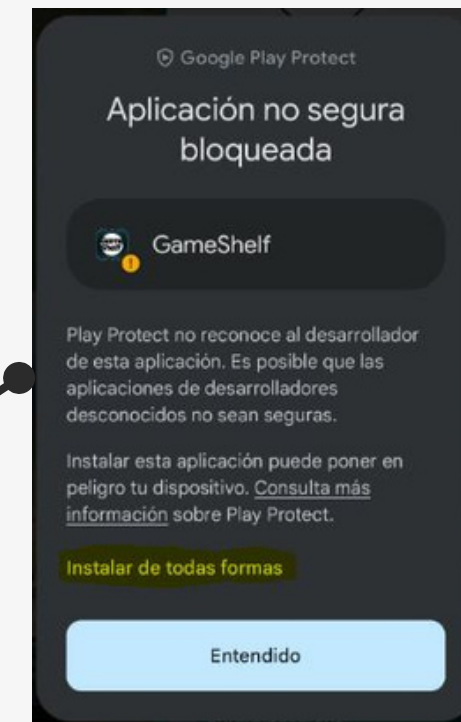 Google Play Protect
Aplicación no segura
bloqueada
GameShelf
Play Protect no reconoce al desarrollador
de esta aplicación. Es posible que las
aplicaciones de desarrolladores
desconocidos no sean seguras.
Instalar esta aplicación puede poner en
peligro tu dispositivo. Consulta más
información sobre Play Protect.
Instalar de todas formas
Entendido